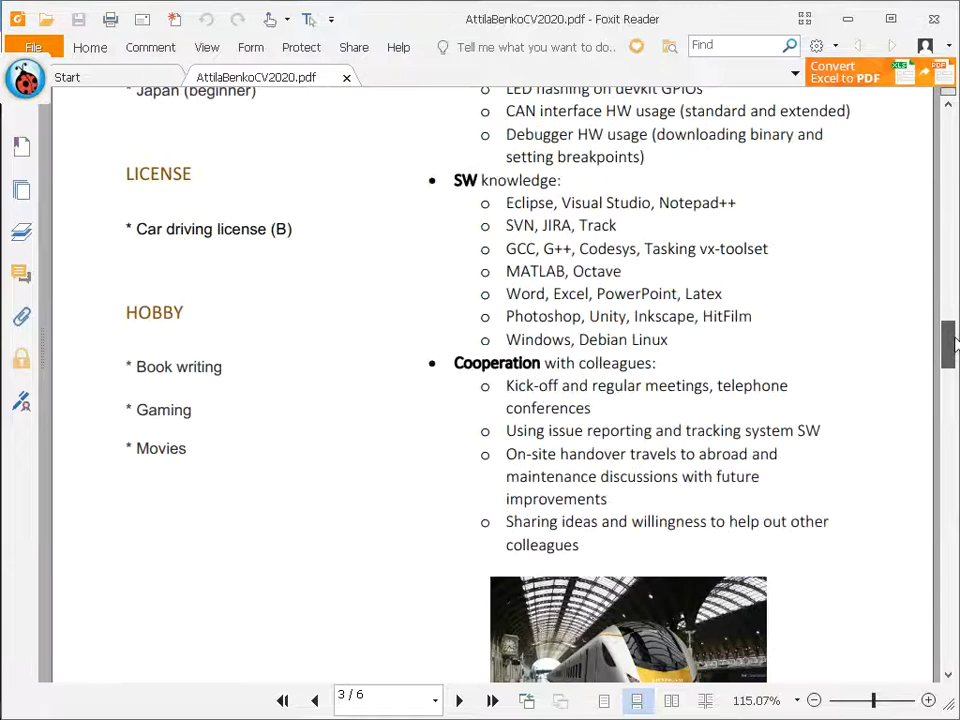 AttilaBenkoCV2020.pdf - Foxit Reader
File Home Comment View Form Protect Share Help Tell me what you want to do.. Find
Start AttilaBenkoCV2020.pdf
Convert
Excel to PDF
* Japan (beginner)
LICENSE
* Car driving license (B)
HOBBY
* Book writing
* Gaming
* Movies
o LED flashing on devkit GPIOs
o CAN interface HW usage (standard and extended)
o Debugger HW usage (downloading binary and
setting breakpoints)
• SW knowledge:
o Eclipse, Visual Studio, Notepad++
o SVN, JIRA, Track
o GCC, G++, Codesys, Tasking vx-toolset
o MATLAB, Octave
o Word, Excel, PowerPoint, Latex
o Photoshop, Unity, Inkscape, HitFilm
o Windows, Debian Linux
• Cooperation with colleagues:
o Kick-off and regular meetings, telephone
conferences
o Using issue reporting and tracking system SW
o On-site handover travels to abroad and
maintenance discussions with future
improvements
o Sharing ideas and willingness to help out other
colleagues
3 / 6
115.07%